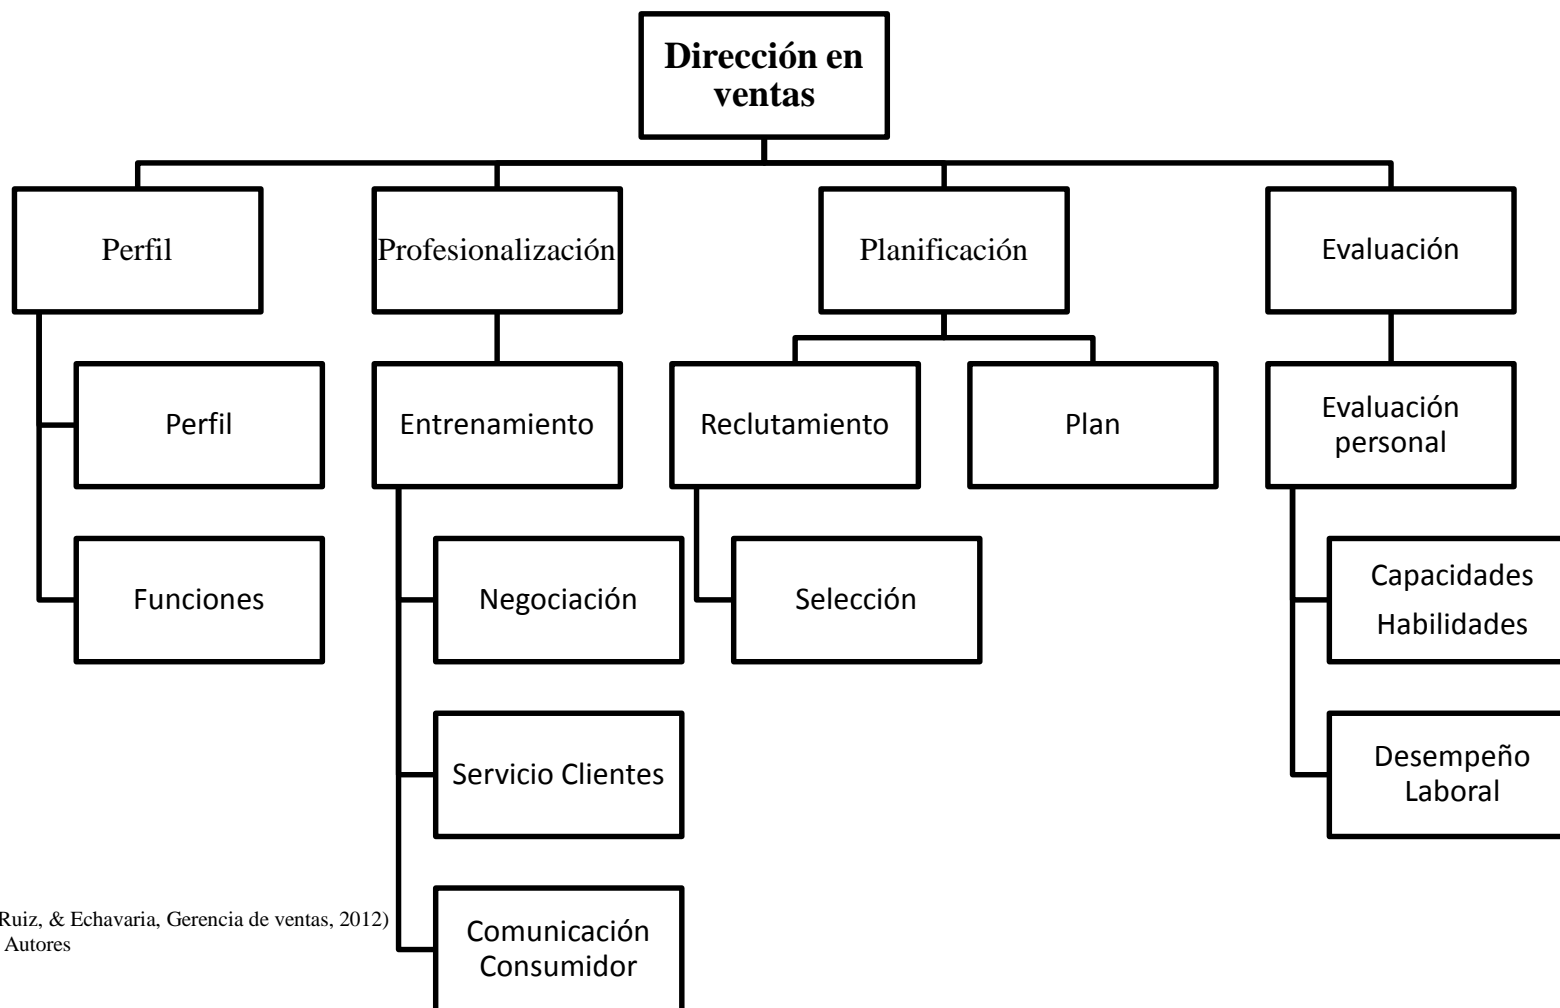 Dirección en
ventas
Perfil
Profesionalización
Planificación
Evaluación
Perfil
Entrenamiento
Reclutamiento
Plan
Evaluación
personal
Funciones
Negociación
Selección
Capacidades
Habilidades
Servicio Clientes
Desempeño
Laboral
Comunicación
Consumidor
Ruiz, & Echavaria, Gerencia de ventas, 2012)
Autores